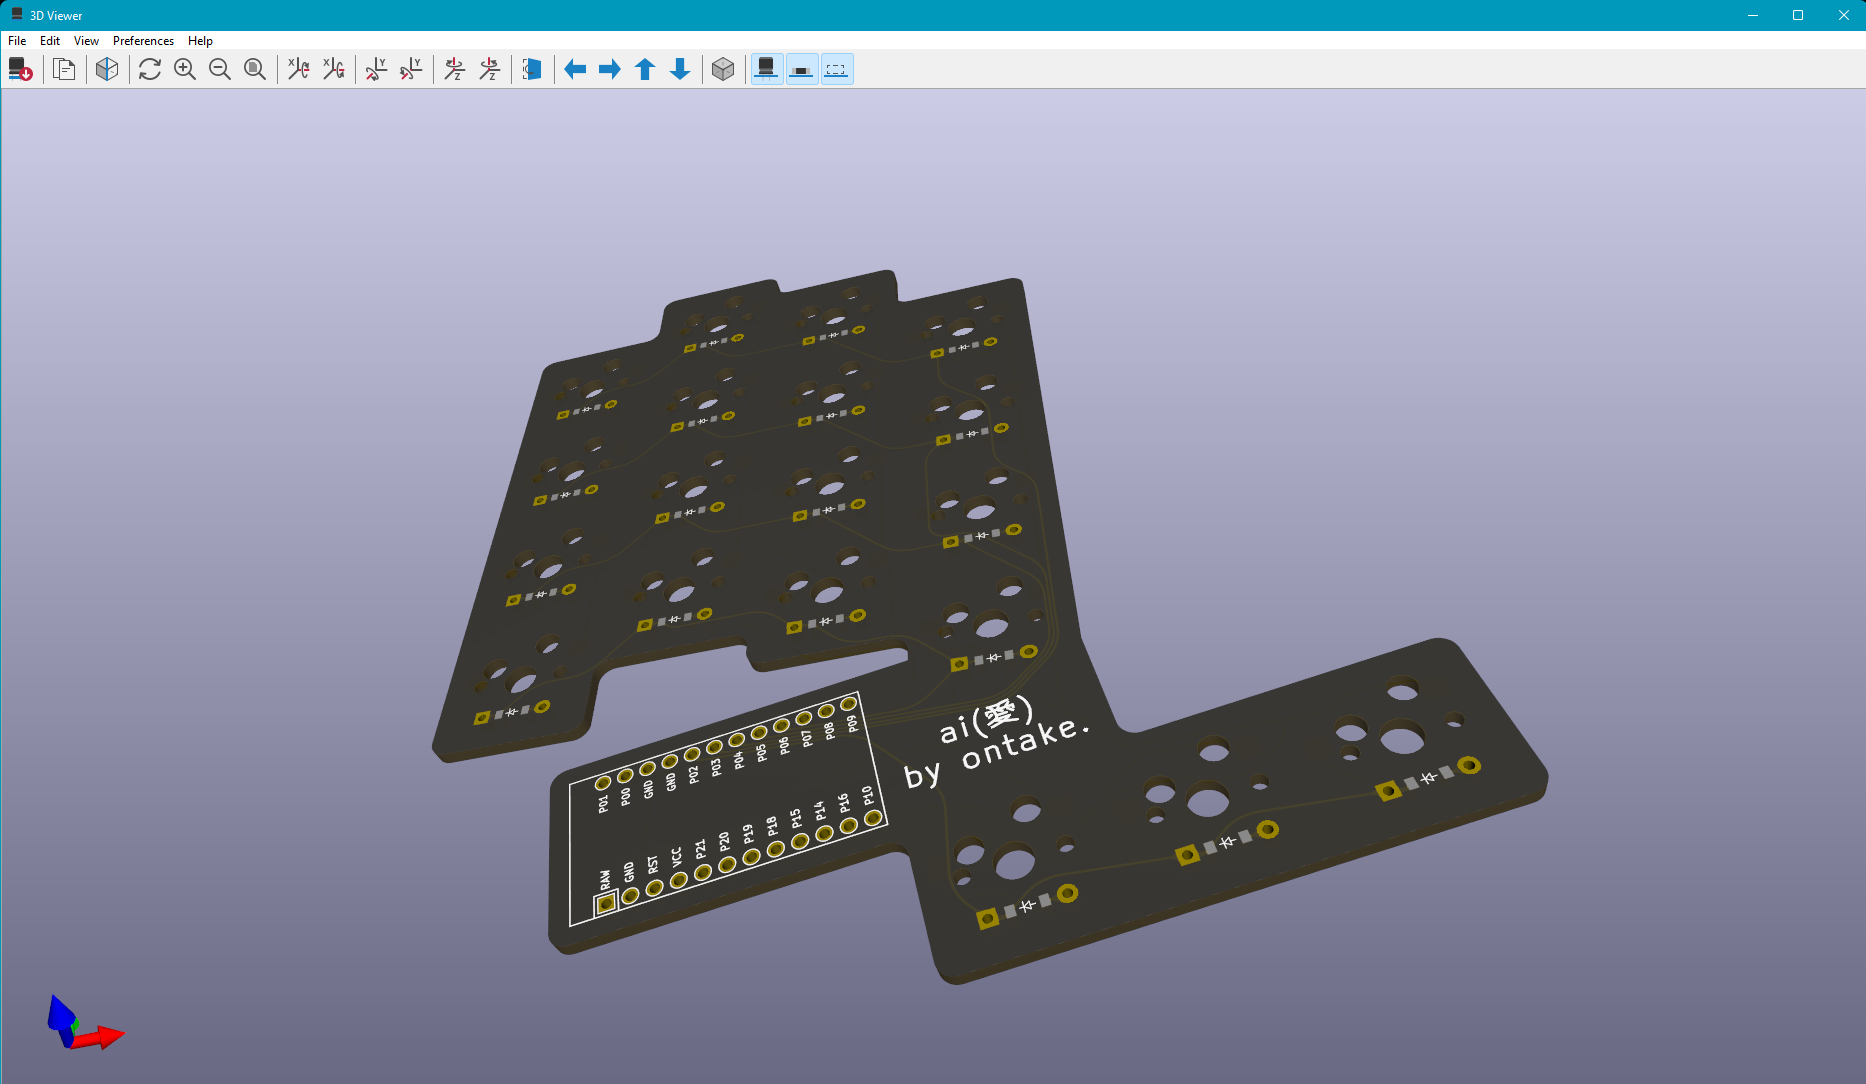 3D Viewer
File Edit View Preferences Help
X X Y Y Z Z
P01 P00 GND GND P02 P03 P04 P05 P06 P07 P08 P09
RAW GND RST VCC P21 P20 P19 P18 P15 P14 P16 P10
ai(愛)
by ontake.